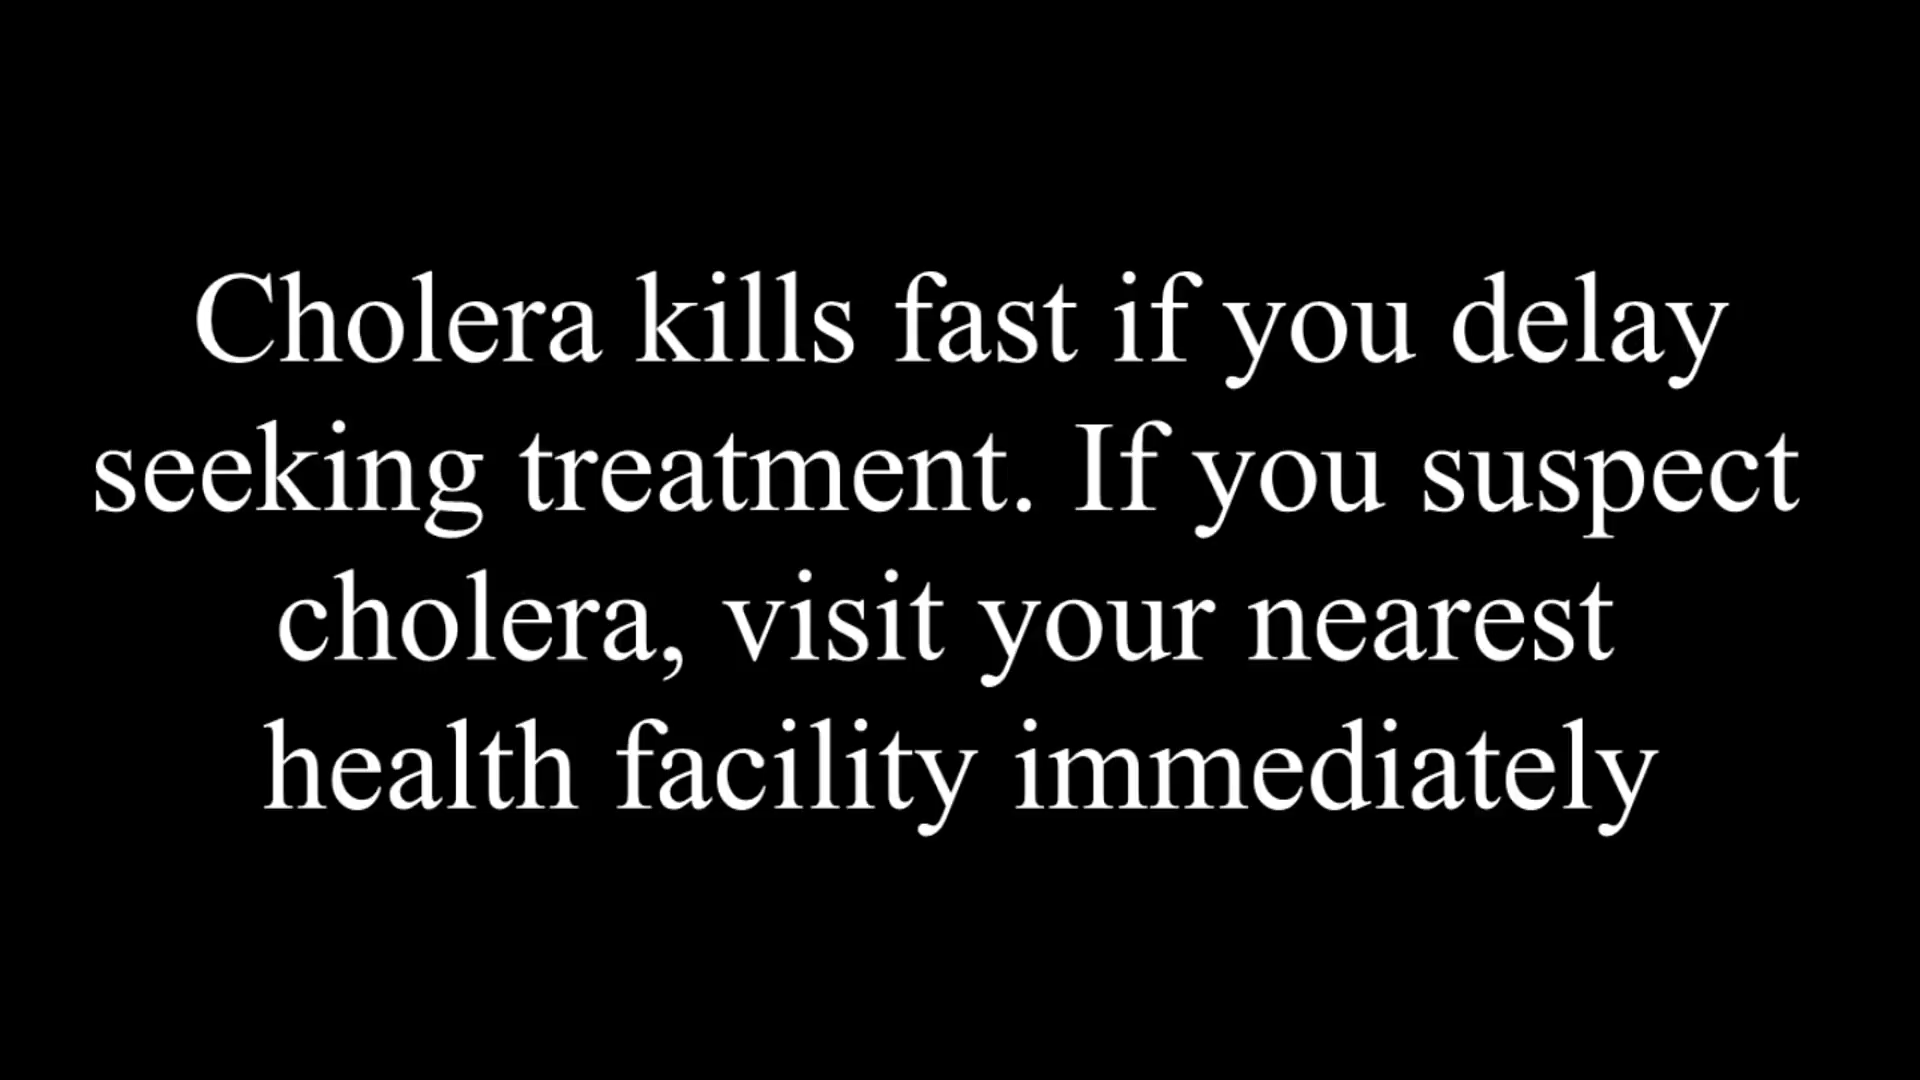 Cholera kills fast if you delay
seeking treatment. If you suspect
cholera, visit your nearest
health facility immediately